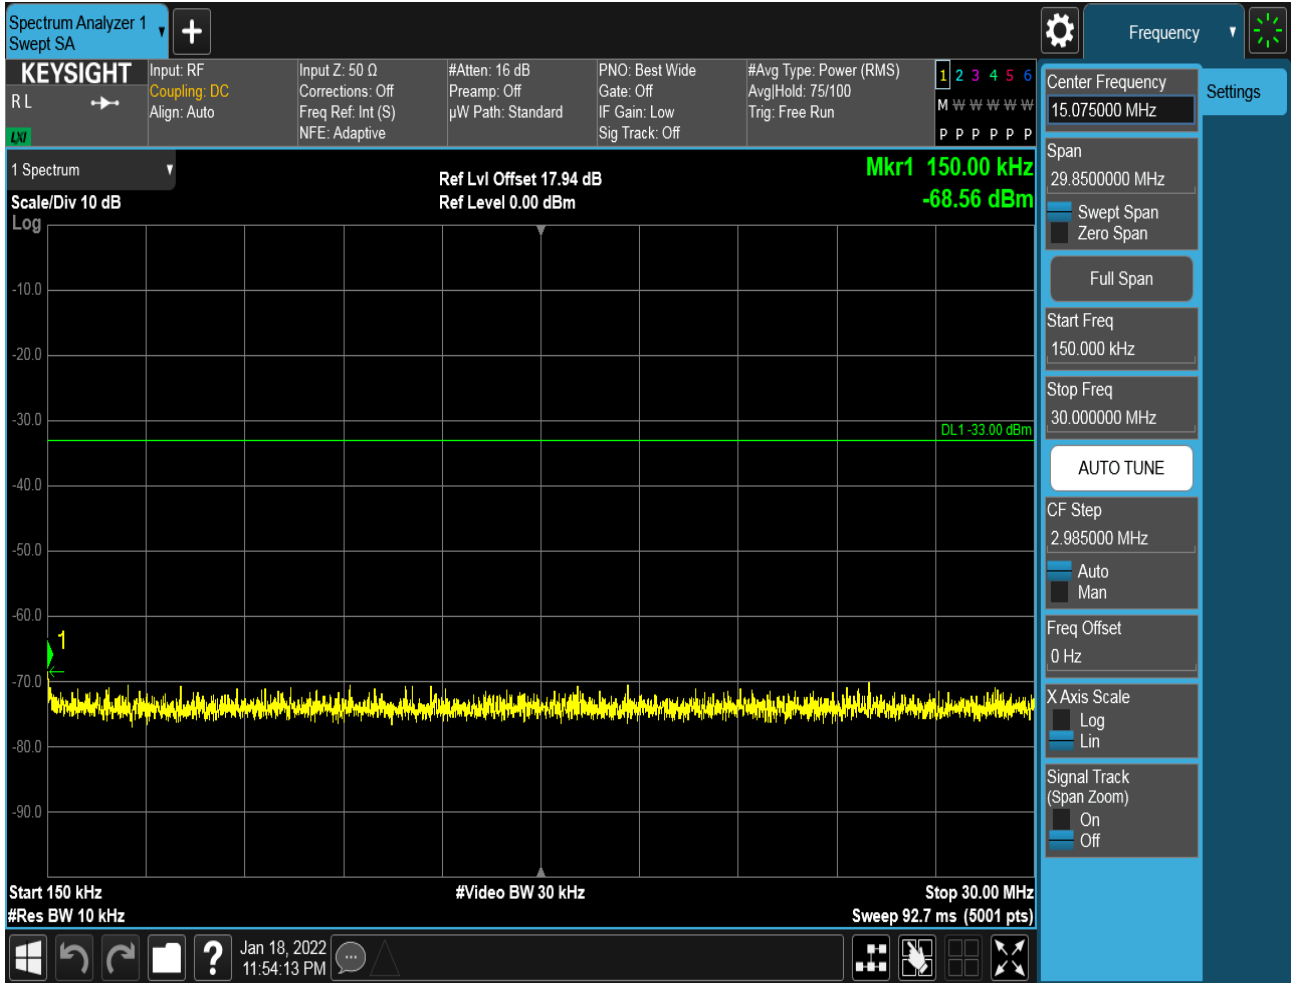 Spectrum Analyzer 1
Swept SA
Frequency
KEYSIGHT
R L
LXI
Input: RF
Coupling: DC
Align: Auto
Input Z: 50 Ω
Corrections: Off
Freq Ref: Int (S)
NFE: Adaptive
#Atten: 16 dB
Preamp: Off
µW Path: Standard
PNO: Best Wide
Gate: Off
IF Gain: Low
Sig Track: Off
#Avg Type: Power (RMS)
Avg|Hold: 75/100
Trig: Free Run
1 2 3 4 5 6
M W W W W W
P P P P P P
1 Spectrum
Scale/Div 10 dB
Log
Ref Lvl Offset 17.94 dB
Ref Level 0.00 dBm
Mkr1 150.00 kHz
-68.56 dBm
-10.0
-20.0
-30.0
DL1 -33.00 dBm
-40.0
-50.0
-60.0
1
-70.0
-80.0
-90.0
Start 150 kHz
#Res BW 10 kHz
#Video BW 30 kHz
Stop 30.00 MHz
Sweep 92.7 ms (5001 pts)
Center Frequency
15.075000 MHz
Settings
Span
29.8500000 MHz
Swept Span
Zero Span
Full Span
Start Freq
150.000 kHz
Stop Freq
30.000000 MHz
AUTO TUNE
CF Step
2.985000 MHz
Auto
Man
Freq Offset
0 Hz
X Axis Scale
Log
Lin
Signal Track
(Span Zoom)
On
Off
?
Jan 18, 2022
11:54:13 PM